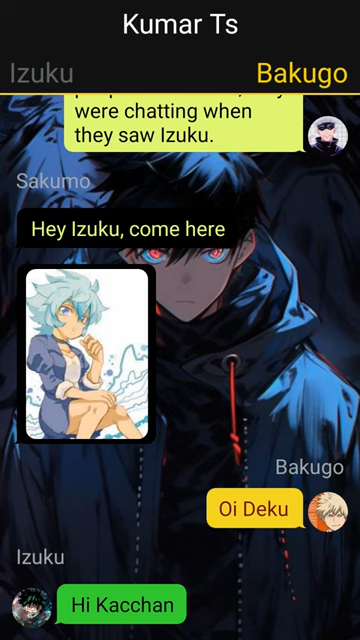 Kumar Ts
Izuku
Bakugo
were chatting when
they saw Izuku.
Sakumo
Hey Izuku, come here
Bakugo
Oi Deku
Izuku
Hi Kacchan